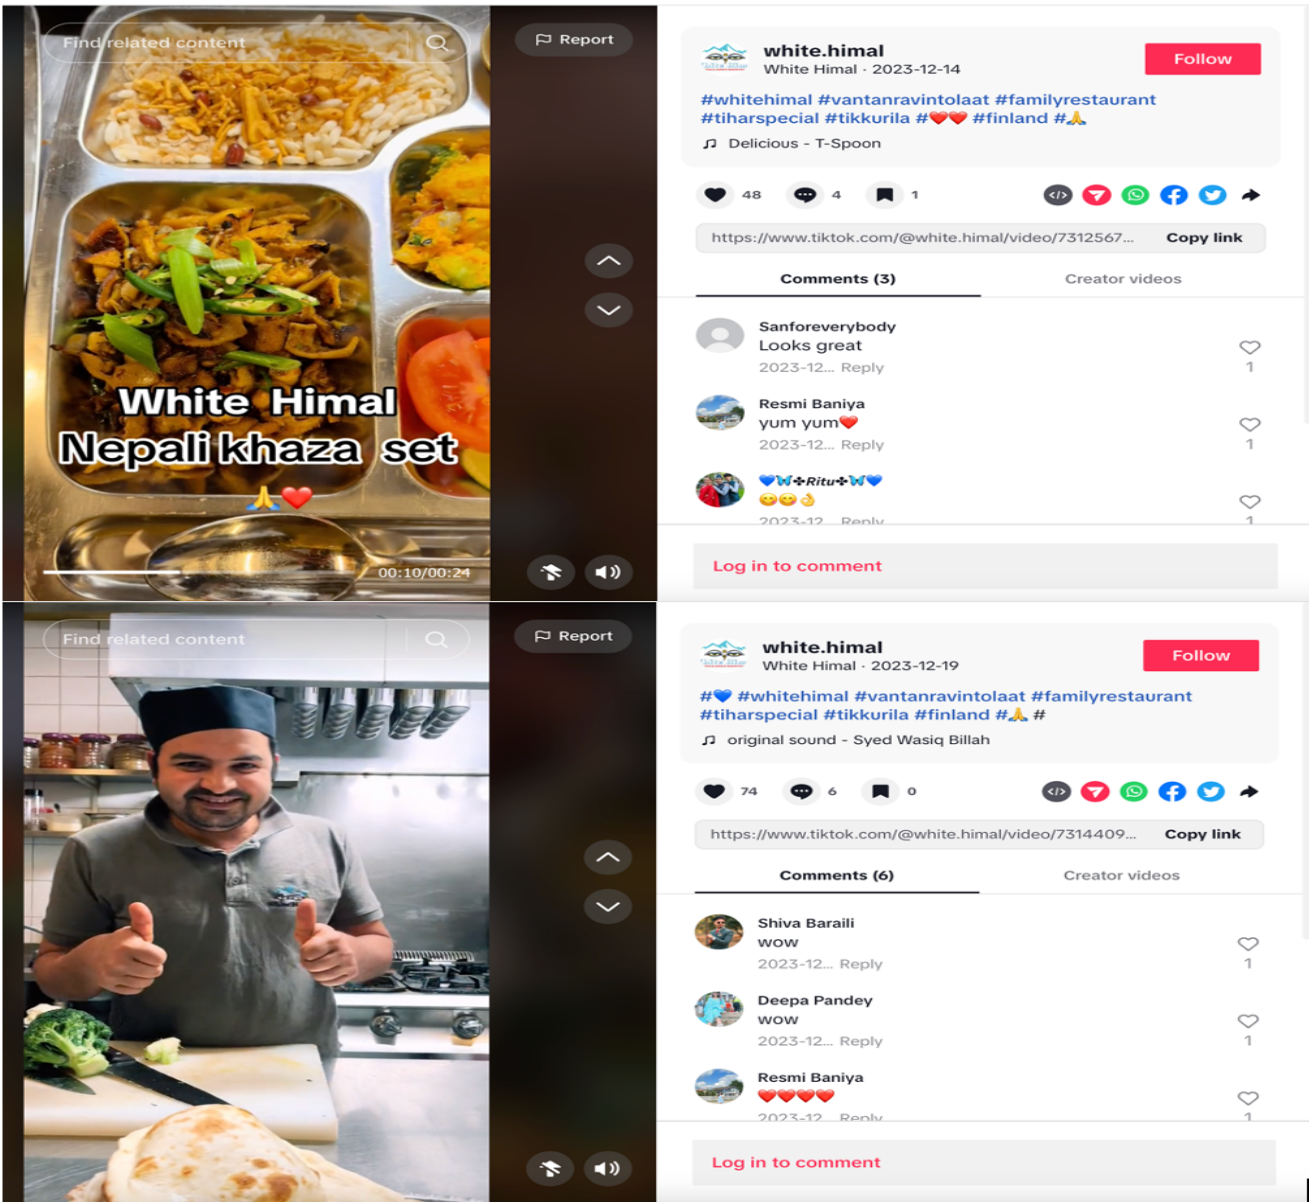 Find related content
Report
White Himal
Nepali khaza set
🙏❤️
00:10/00:24
white.himal
White Himal · 2023-12-14
Follow
#whitehimal #vantanravintolaat #familyrestaurant
#tiharspecial #tikkurila #❤️❤️ #finland #🙏
♫ Delicious - T-Spoon
48
4
1
https://www.tiktok.com/@white.himal/video/7312567...
Copy link
Comments (3)
Creator videos
Sanforeverybody
Looks great
2023-12... Reply
1
Resmi Baniya
yum yum❤️
2023-12... Reply
1
💙🦋✣Ritu✣🦋💙
😋😋👌
2023-12... Reply
1
Log in to comment
Find related content
Report
white.himal
White Himal · 2023-12-19
Follow
#💙 #whitehimal #vantanravintolaat #familyrestaurant
#tiharspecial #tikkurila #finland #🙏 #
♫ original sound - Syed Wasiq Billah
74
6
0
https://www.tiktok.com/@white.himal/video/7314409...
Copy link
Comments (6)
Creator videos
Shiva Baraili
wow
2023-12... Reply
1
Deepa Pandey
wow
2023-12... Reply
1
Resmi Baniya
❤️❤️❤️❤️
2023-12... Reply
1
Log in to comment